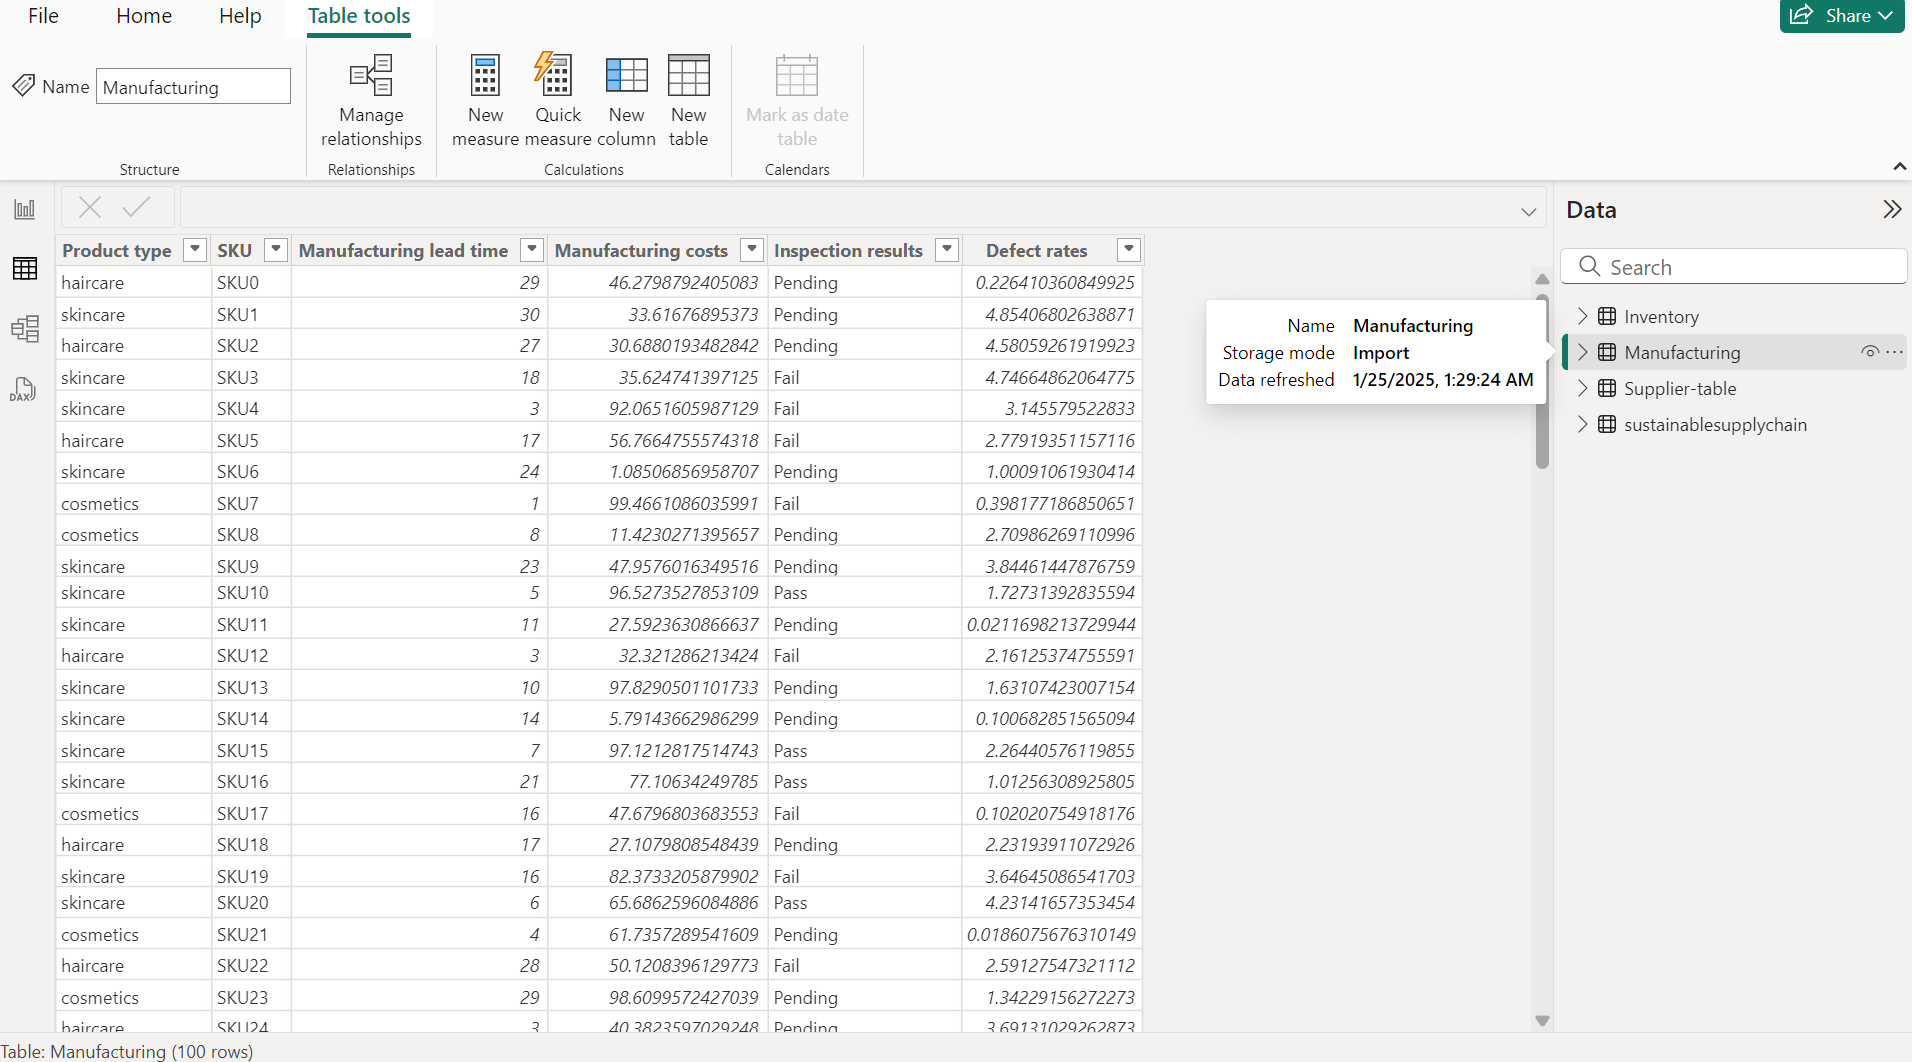 File Home Help Table tools Share
Name Manufacturing
Manage relationships
New measure
Quick measure
New column
New table
Mark as date table
Structure Relationships Calculations Calendars
Data
Search
Inventory
Manufacturing
Supplier-table
sustainablesupplychain
Name Manufacturing
Storage mode Import
Data refreshed 1/25/2025, 1:29:24 AM
Product type SKU Manufacturing lead time Manufacturing costs Inspection results Defect rates
haircare SKU0 29 46.2798792405083 Pending 0.226410360849925
skincare SKU1 30 33.61676895373 Pending 4.85406802638871
haircare SKU2 27 30.6880193482842 Pending 4.58059261919923
skincare SKU3 18 35.624741397125 Fail 4.74664862064775
skincare SKU4 3 92.0651605987129 Fail 3.145579522833
haircare SKU5 17 56.7664755574318 Fail 2.77919351157116
skincare SKU6 24 1.08506856958707 Pending 1.00091061930414
cosmetics SKU7 1 99.4661086035991 Fail 0.398177186850651
cosmetics SKU8 8 11.4230271395657 Pending 2.70986269110996
skincare SKU9 23 47.9576016349516 Pending 3.84461447876759
skincare SKU10 5 96.5273527853109 Pass 1.72731392835594
skincare SKU11 11 27.5923630866637 Pending 0.0211698213729944
haircare SKU12 3 32.321286213424 Fail 2.16125374755591
skincare SKU13 10 97.8290501101733 Pending 1.63107423007154
skincare SKU14 14 5.79143662986299 Pending 0.100682851565094
skincare SKU15 7 97.1212817514743 Pass 2.26440576119855
skincare SKU16 21 77.10634249785 Pass 1.01256308925805
cosmetics SKU17 16 47.6796803683553 Fail 0.102020754918176
haircare SKU18 17 27.1079808548439 Pending 2.23193911072926
skincare SKU19 16 82.3733205879902 Fail 3.64645086541703
skincare SKU20 6 65.6862596084886 Pass 4.23141657353454
cosmetics SKU21 4 61.7357289541609 Pending 0.0186075676310149
haircare SKU22 28 50.1208396129773 Fail 2.59127547321112
cosmetics SKU23 29 98.6099572427039 Pending 1.34229156272273
haircare SKU24 3 40.3823597029248 Pending 3.69131029262873
Table: Manufacturing (100 rows)
DAX